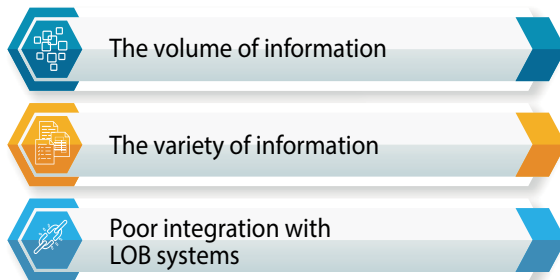 The volume of information
The variety of information
Poor integration with
LOB systems